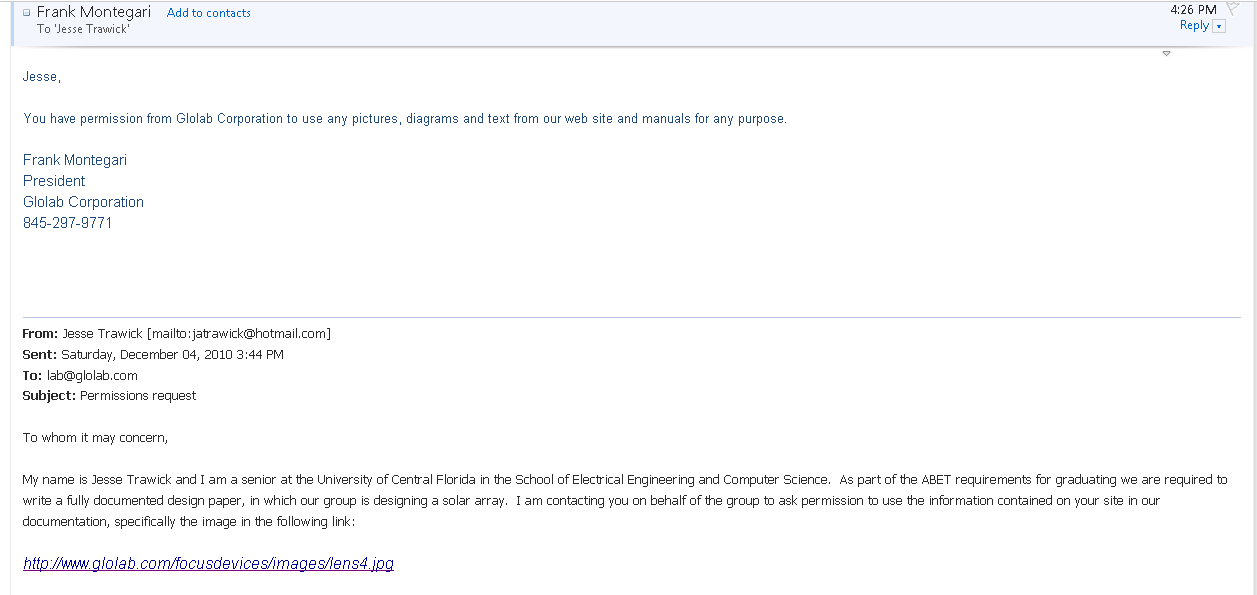 Frank Montegari Add to contacts 4:26 PM
To 'Jesse Trawick' Reply
Jesse,
You have permission from Glolab Corporation to use any pictures, diagrams and text from our web site and manuals for any purpose.
Frank Montegari
President
Glolab Corporation
845-297-9771
From: Jesse Trawick [mailto:jatrawick@hotmail.com]
Sent: Saturday, December 04, 2010 3:44 PM
To: lab@glolab.com
Subject: Permissions request
To whom it may concern,
My name is Jesse Trawick and I am a senior at the University of Central Florida in the School of Electrical Engineering and Computer Science.  As part of the ABET requirements for graduating we are required to
write a fully documented design paper, in which our group is designing a solar array.  I am contacting you on behalf of the group to ask permission to use the information contained on your site in our
documentation, specifically the image in the following link:
http://www.glolab.com/focusdevices/images/lens4.jpg